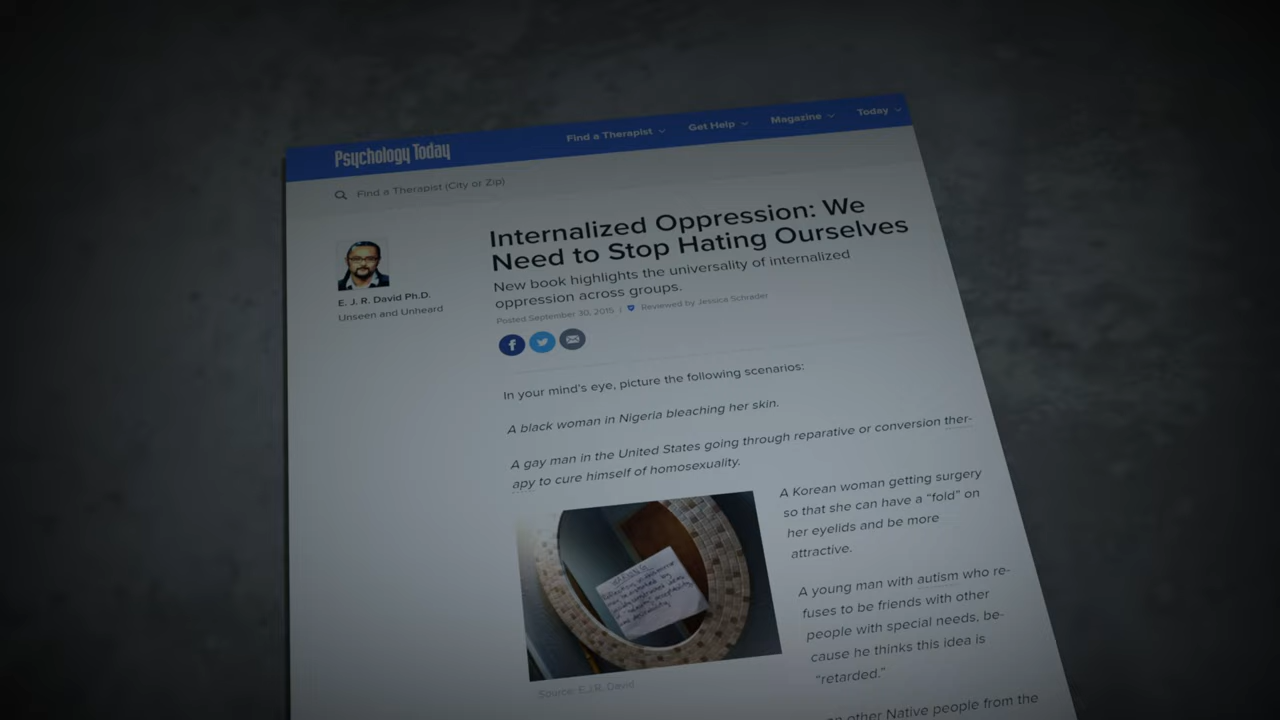 Psychology Today
Find a Therapist
Get Help
Magazine
Today
Find a Therapist (City or Zip)
E. J. R. David Ph.D.
Unseen and Unheard
Internalized Oppression: We
Need to Stop Hating Ourselves
New book highlights the universality of internalized
oppression across groups.
Posted September 30, 2015 | Reviewed by Jessica Schrader
In your mind's eye, picture the following scenarios:
A black woman in Nigeria bleaching her skin.
A gay man in the United States going through reparative or conversion ther-
apy to cure himself of homosexuality.
A Korean woman getting surgery
so that she can have a “fold” on
her eyelids and be more
attractive.
A young man with autism who re-
fuses to be friends with other
people with special needs, be-
cause he thinks this idea is
“retarded.”
other Native people from the
WARNING
Source: E.J.R. David